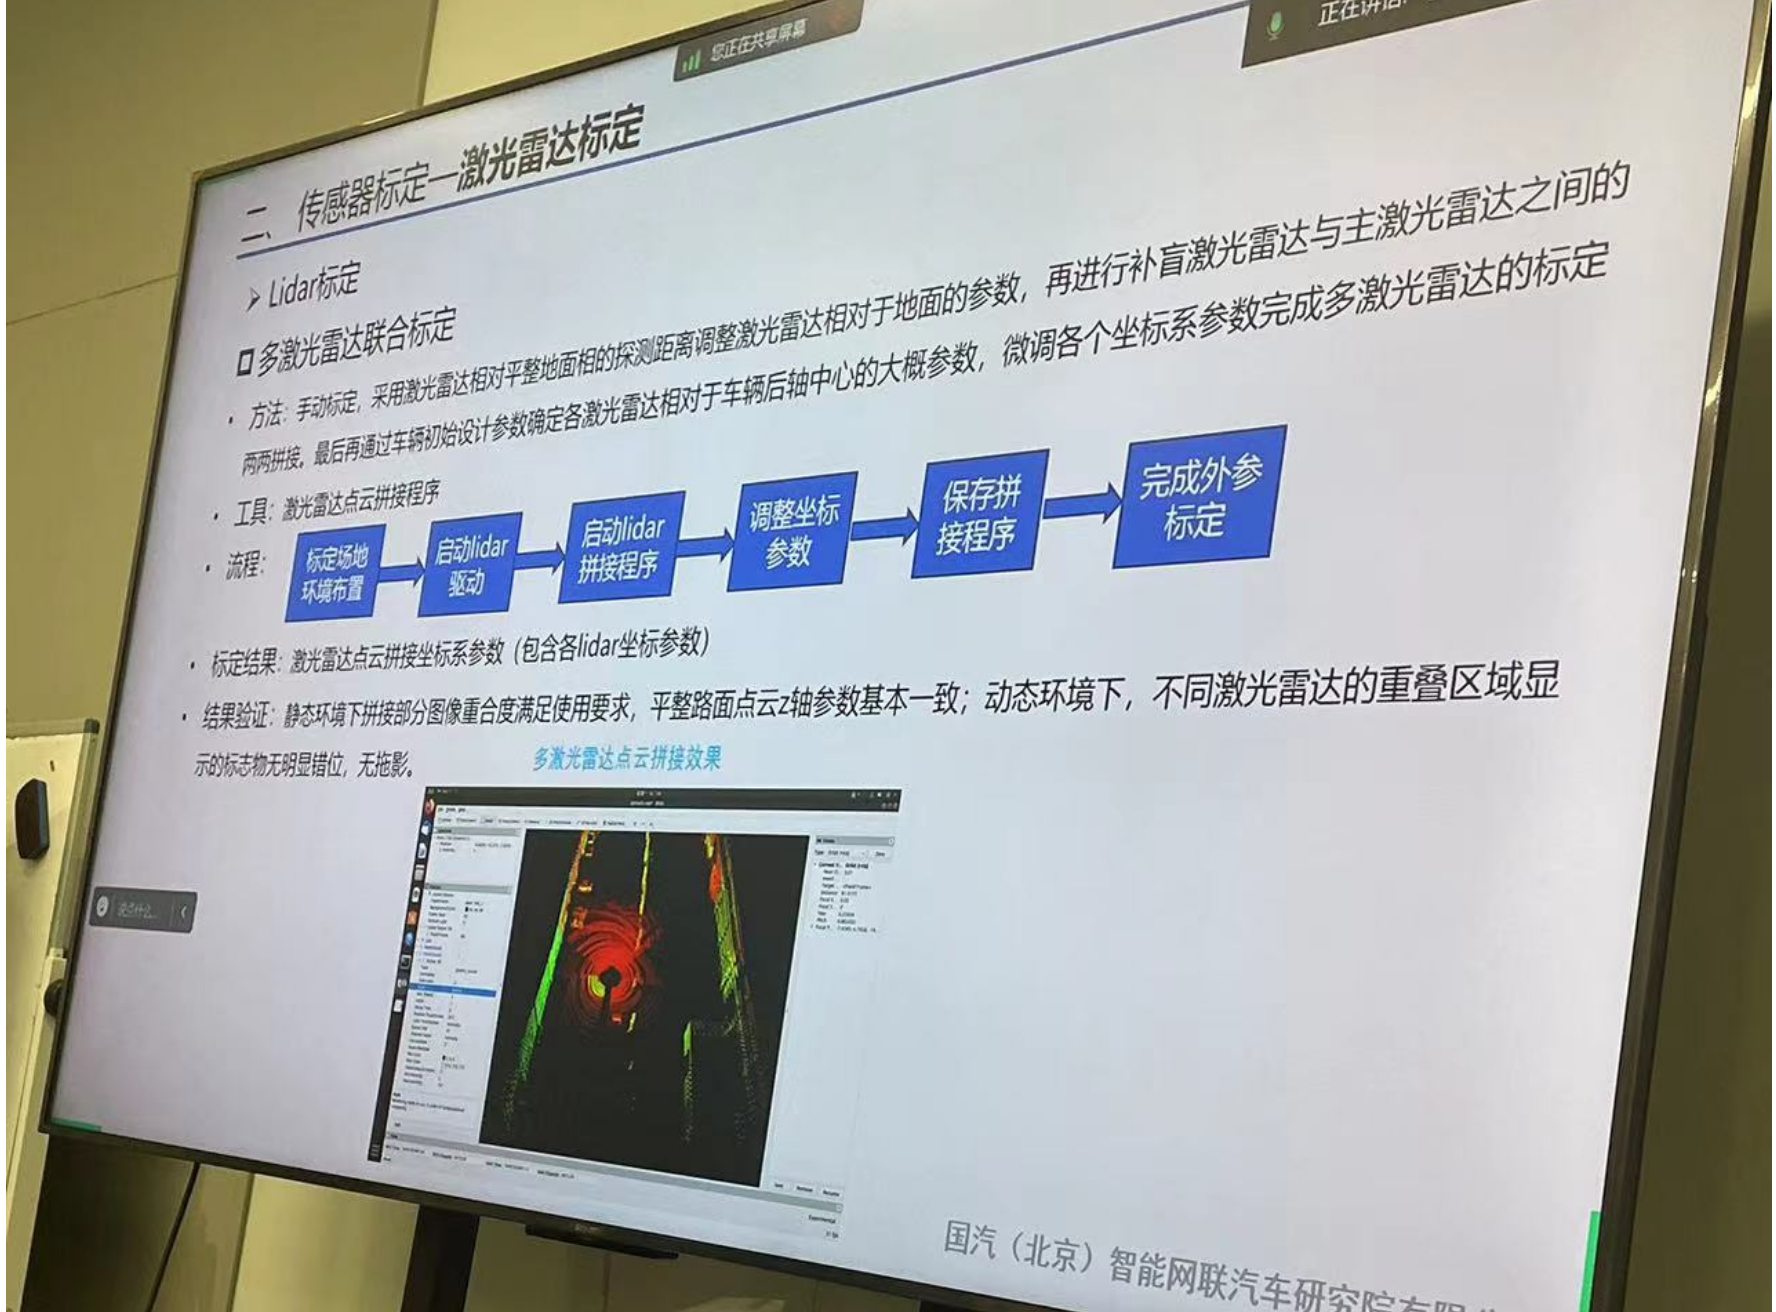 您正在共享屏幕
正在讲话:
二、传感器标定—激光雷达标定
➢ Lidar标定
多激光雷达联合标定
• 方法：手动标定，采用激光雷达相对平整地面相的探测距离调整激光雷达相对于地面的参数，再进行补盲激光雷达与主激光雷达之间的
两两拼接。最后再通过车辆初始设计参数确定各激光雷达相对于车辆后轴中心的大概参数，微调各个坐标系参数完成多激光雷达的标定
• 工具：激光雷达点云拼接程序
• 流程：
标定场地
环境布置
启动lidar
驱动
启动lidar
拼接程序
调整坐标
参数
保存拼
接程序
完成外参
标定
• 标定结果：激光雷达点云拼接坐标系参数（包含各lidar坐标参数）
• 结果验证：静态环境下拼接部分图像重合度满足使用要求，平整路面点云z轴参数基本一致；动态环境下，不同激光雷达的重叠区域显
示的标志物无明显错位，无拖影。
多激光雷达点云拼接效果
说点什么...
国汽（北京）智能网联汽车研究院有限